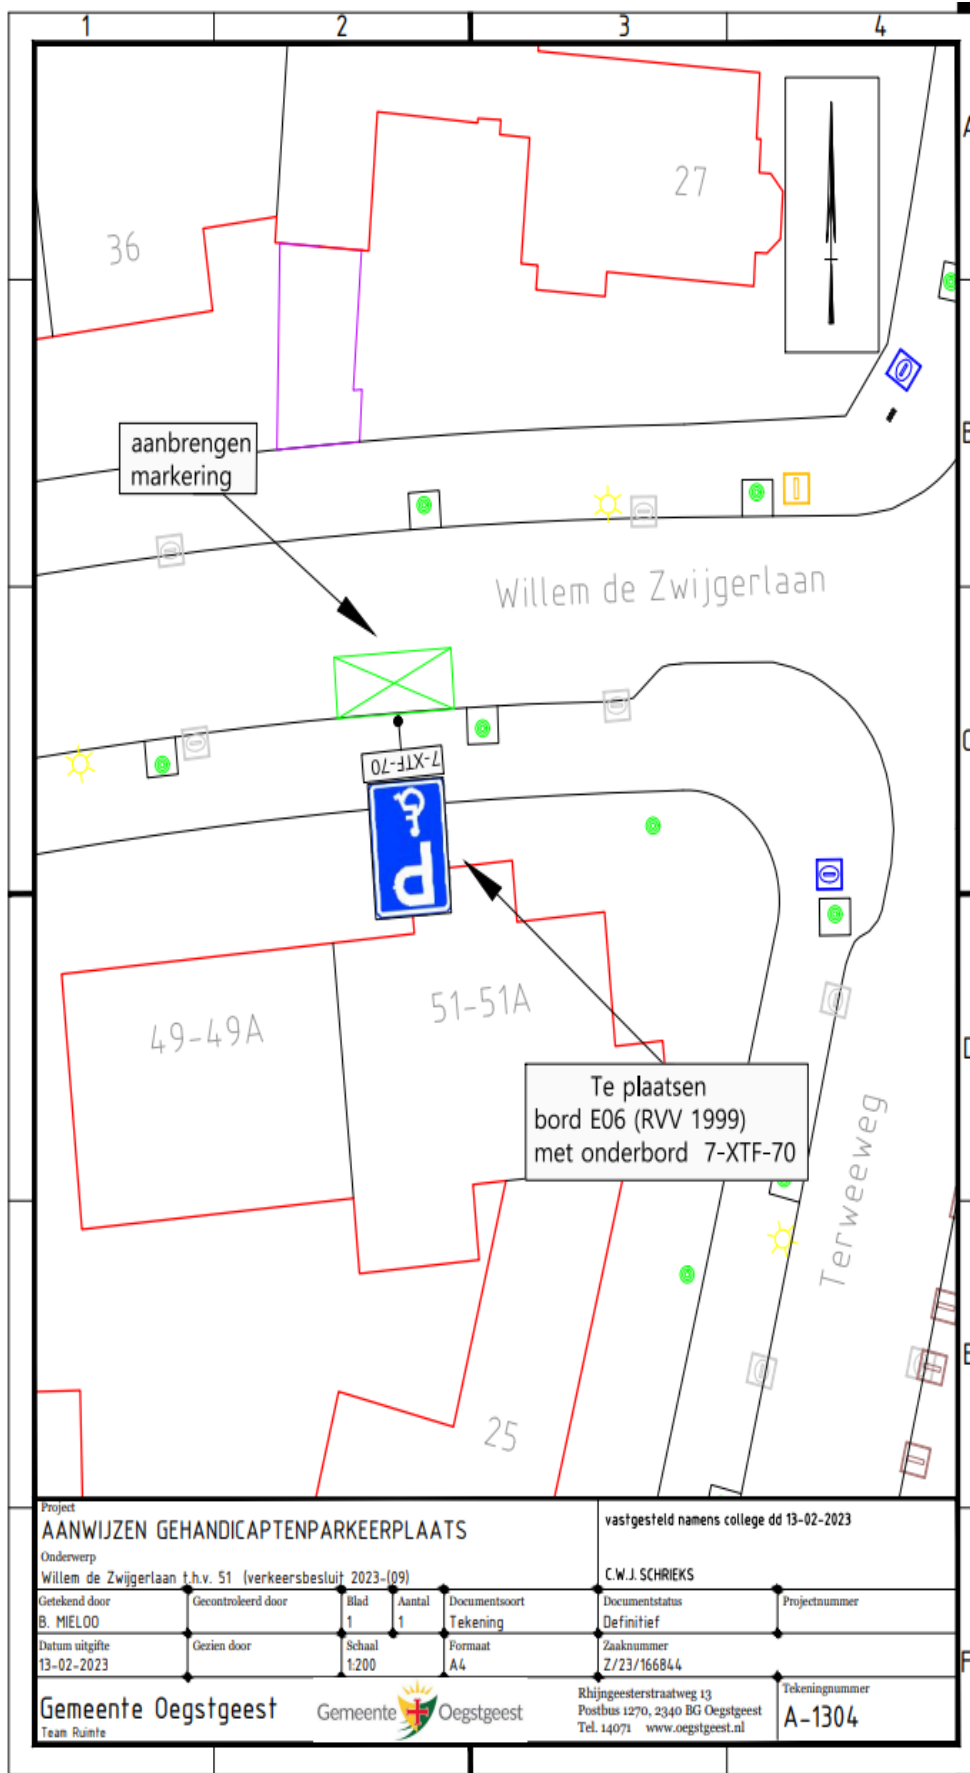 1 2 3 4
A
27
36
B
aanbrengen
markering
Willem de Zwijgerlaan
C
7-XTF-70
P
51-51A
49-49A
D
Te plaatsen
bord E06 (RVV 1999)
met onderbord 7-XTF-70
Terweeweg
E
25
Project
AANWIJZEN GEHANDICAPTENPARKEERPLAATS
vastgesteld namens college dd 13-02-2023
Onderwerp
Willem de Zwijgerlaan t.h.v. 51 (verkeersbesluit 2023-(09)
C.W.J. SCHRIEKS
Getekend door Gecontroleerd door Blad Aantal Documentsoort Documentstatus Projectnummer
B. MIELOO 1 1 Tekening Definitief
Datum uitgifte Gezien door Schaal Formaat Zaaknummer
13-02-2023 1:200 A4 Z/23/166844
F
Gemeente Oegstgeest
Team Ruimte
Gemeente Oegstgeest
Rhijngeesterstraatweg 13
Postbus 1270, 2340 BG Oegstgeest
Tel. 14071 www.oegstgeest.nl
Tekeningnummer
A-1304